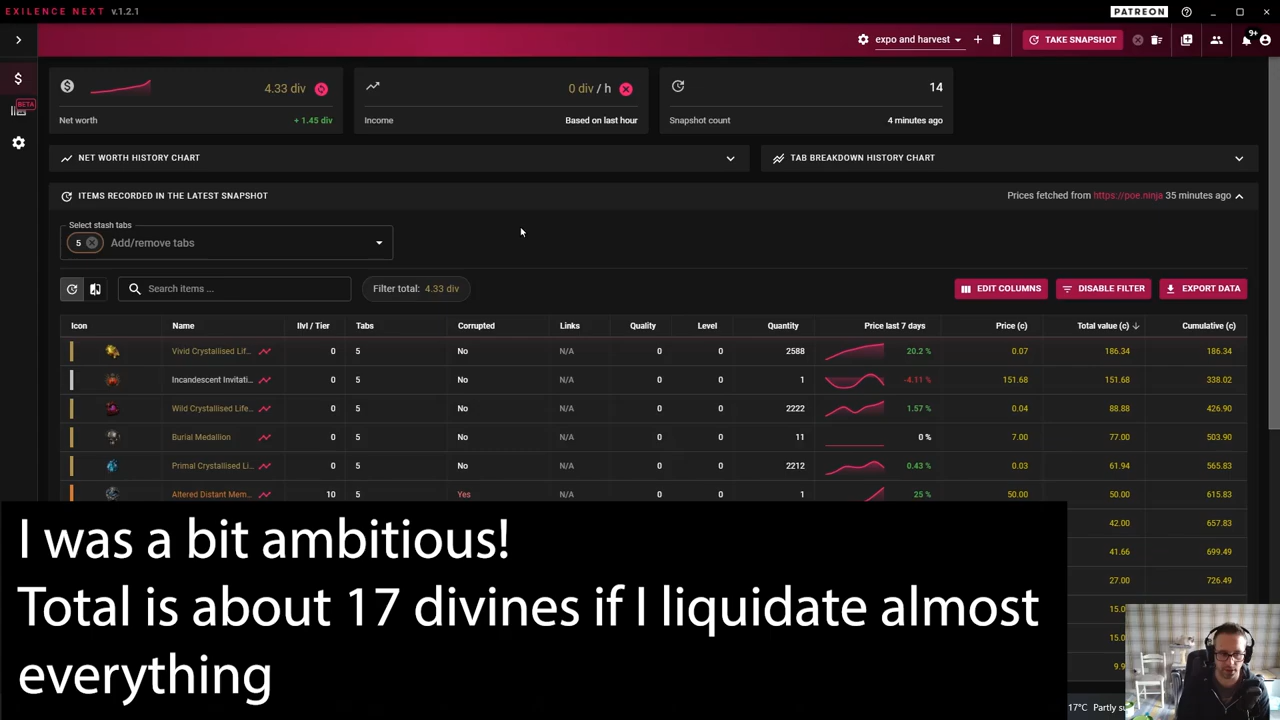 EXILENCE NEXT v.1.2.1
PATREON
expo and harvest
TAKE SNAPSHOT
9+
BETA
4.33 div
Net worth
+ 1.45 div
0 div / h
Income
Based on last hour
14
Snapshot count
4 minutes ago
NET WORTH HISTORY CHART
TAB BREAKDOWN HISTORY CHART
ITEMS RECORDED IN THE LATEST SNAPSHOT
Prices fetched from https://poe.ninja 35 minutes ago
Select stash tabs
5 Add/remove tabs
Search items ...
Filter total: 4.33 div
EDIT COLUMNS
DISABLE FILTER
EXPORT DATA
Icon Name Ilvl / Tier Tabs Corrupted Links Quality Level Quantity Price last 7 days Price (c) Total value (c) Cumulative (c)
Vivid Crystallised Lif... 0 5 No N/A 0 0 2588 20.2 % 0.07 186.34 186.34
Incandescent Invitati... 0 5 No N/A 0 0 1 -4.11 % 151.68 151.68 338.02
Wild Crystallised Life... 0 5 No N/A 0 0 2222 1.57 % 0.04 88.88 426.90
Burial Medallion 0 5 No N/A 0 0 11 0 % 7.00 77.00 503.90
Primal Crystallised Li... 0 5 No N/A 0 0 2212 0.43 % 0.03 61.94 565.83
Altered Distant Mem... 10 5 Yes N/A 0 0 1 25 % 50.00 50.00 615.83
42.00 657.83
41.66 699.49
27.00 726.49
15.0
15.0
9.9
I was a bit ambitious!
Total is about 17 divines if I liquidate almost
everything
17°C Partly su